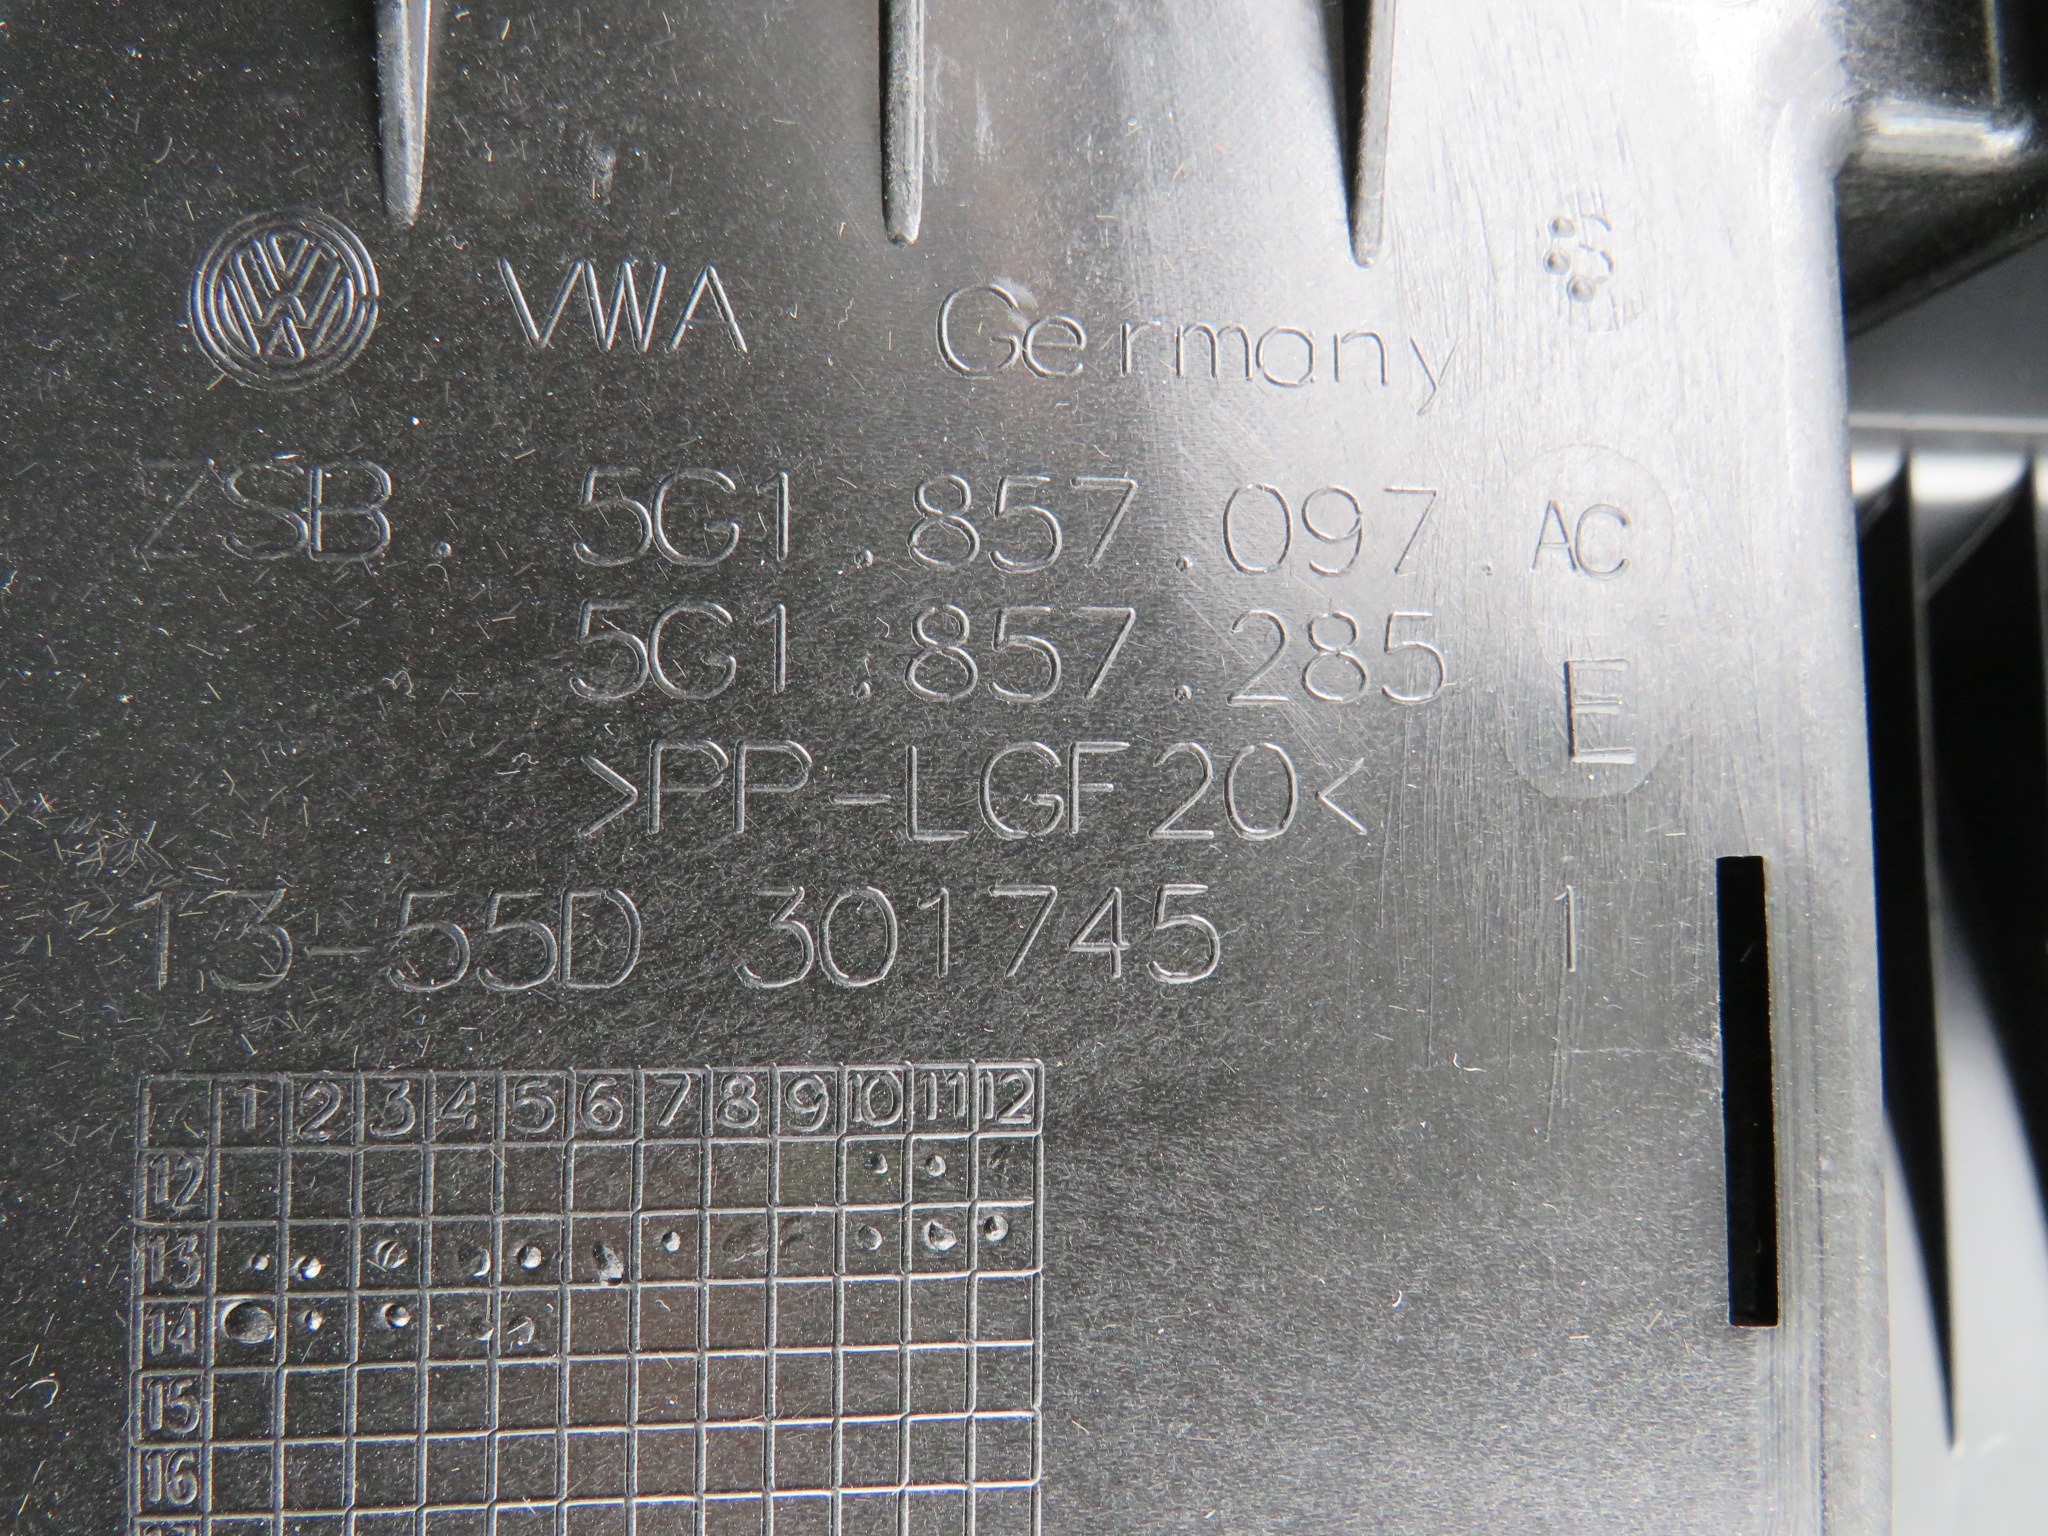 VWA Germany
ZSB. 5G1.857.097.AC
5G1.857.285 E
>PP-LGF20<
13-55D 301745 1
1 2 3 4 5 6 7 8 9 10 11 12
12
13
14
15
16